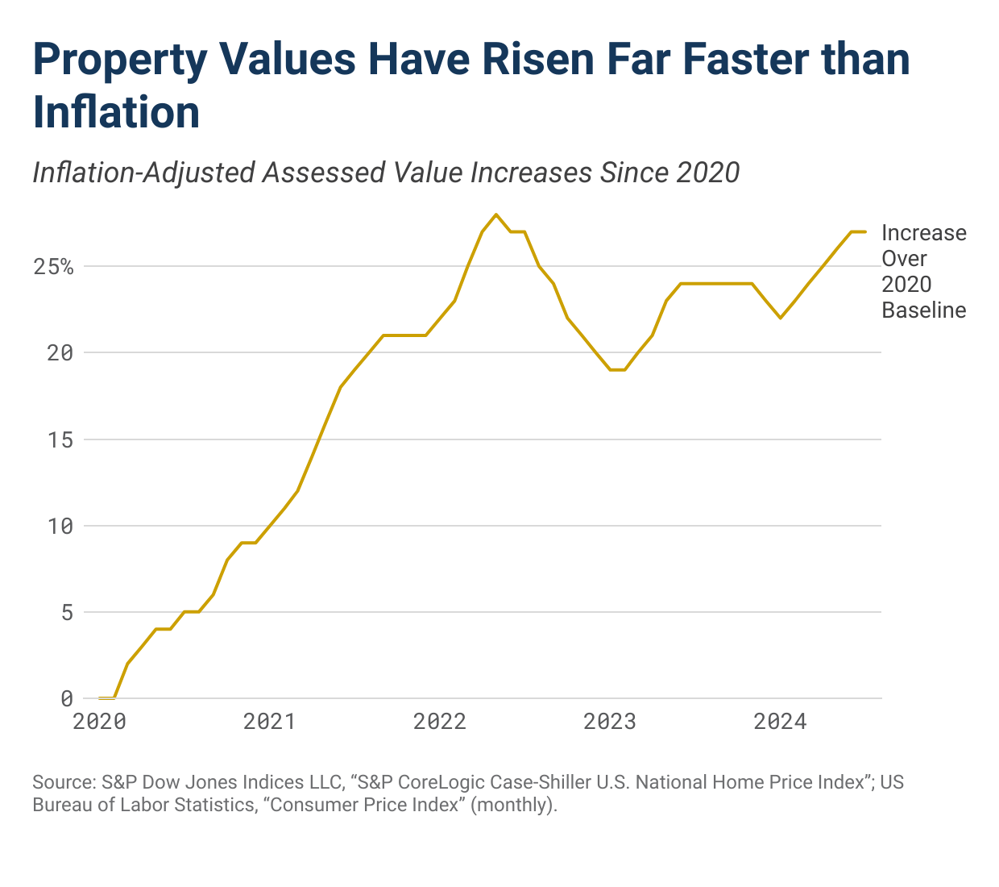 Property Values Have Risen Far Faster than
Inflation
Inflation-Adjusted Assessed Value Increases Since 2020
Increase
Over
2020
Baseline
25%
20
15
10
5
0
2020 2021 2022 2023 2024
Source: S&P Dow Jones Indices LLC, “S&P CoreLogic Case-Shiller U.S. National Home Price Index”; US
Bureau of Labor Statistics, “Consumer Price Index” (monthly).